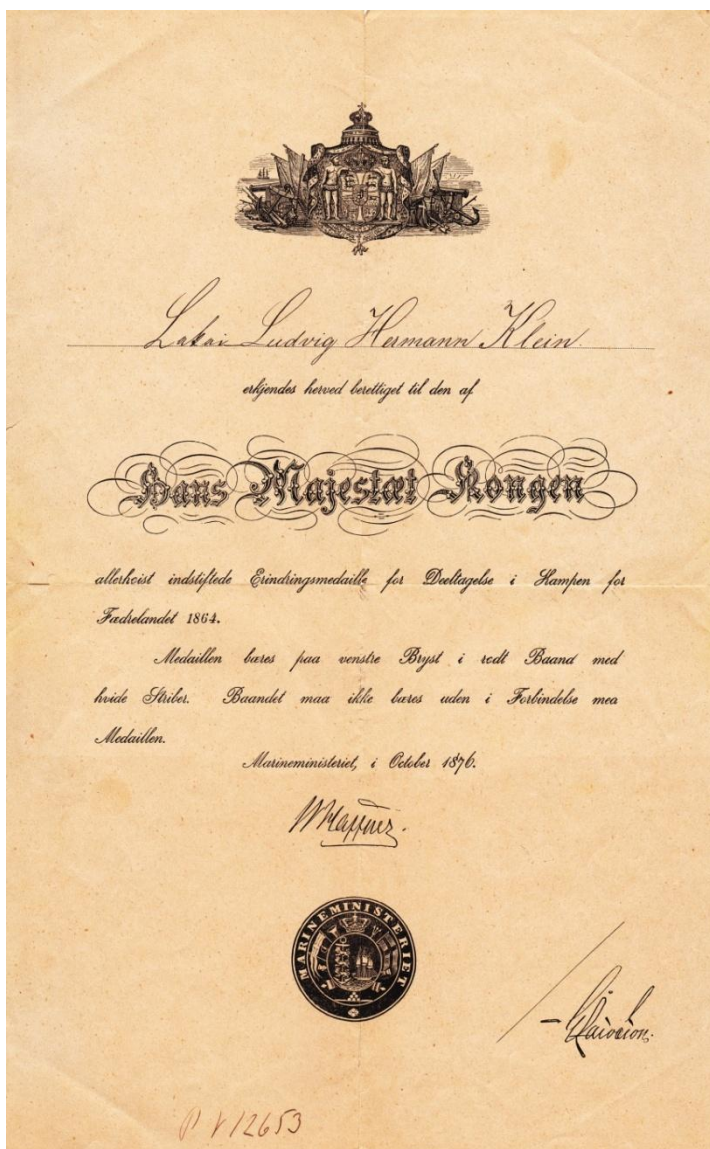 Lakai Ludvig Hermann Klein.
erkjendes herved berettiget til den af
Hans Majestæt Kongen
allerhøist indstiftede Erindringsmedaille for Deeltagelse i Kampen for
Fædrelandet 1864.
Medaillen bæres paa venstre Bryst i rødt Baand med
hvide Striber. Baandet maa ikke bæres uden i Forbindelse med
Medaillen.
Marineministeriet, i October 1876.
MARINEMINISTERIET
P V 12653